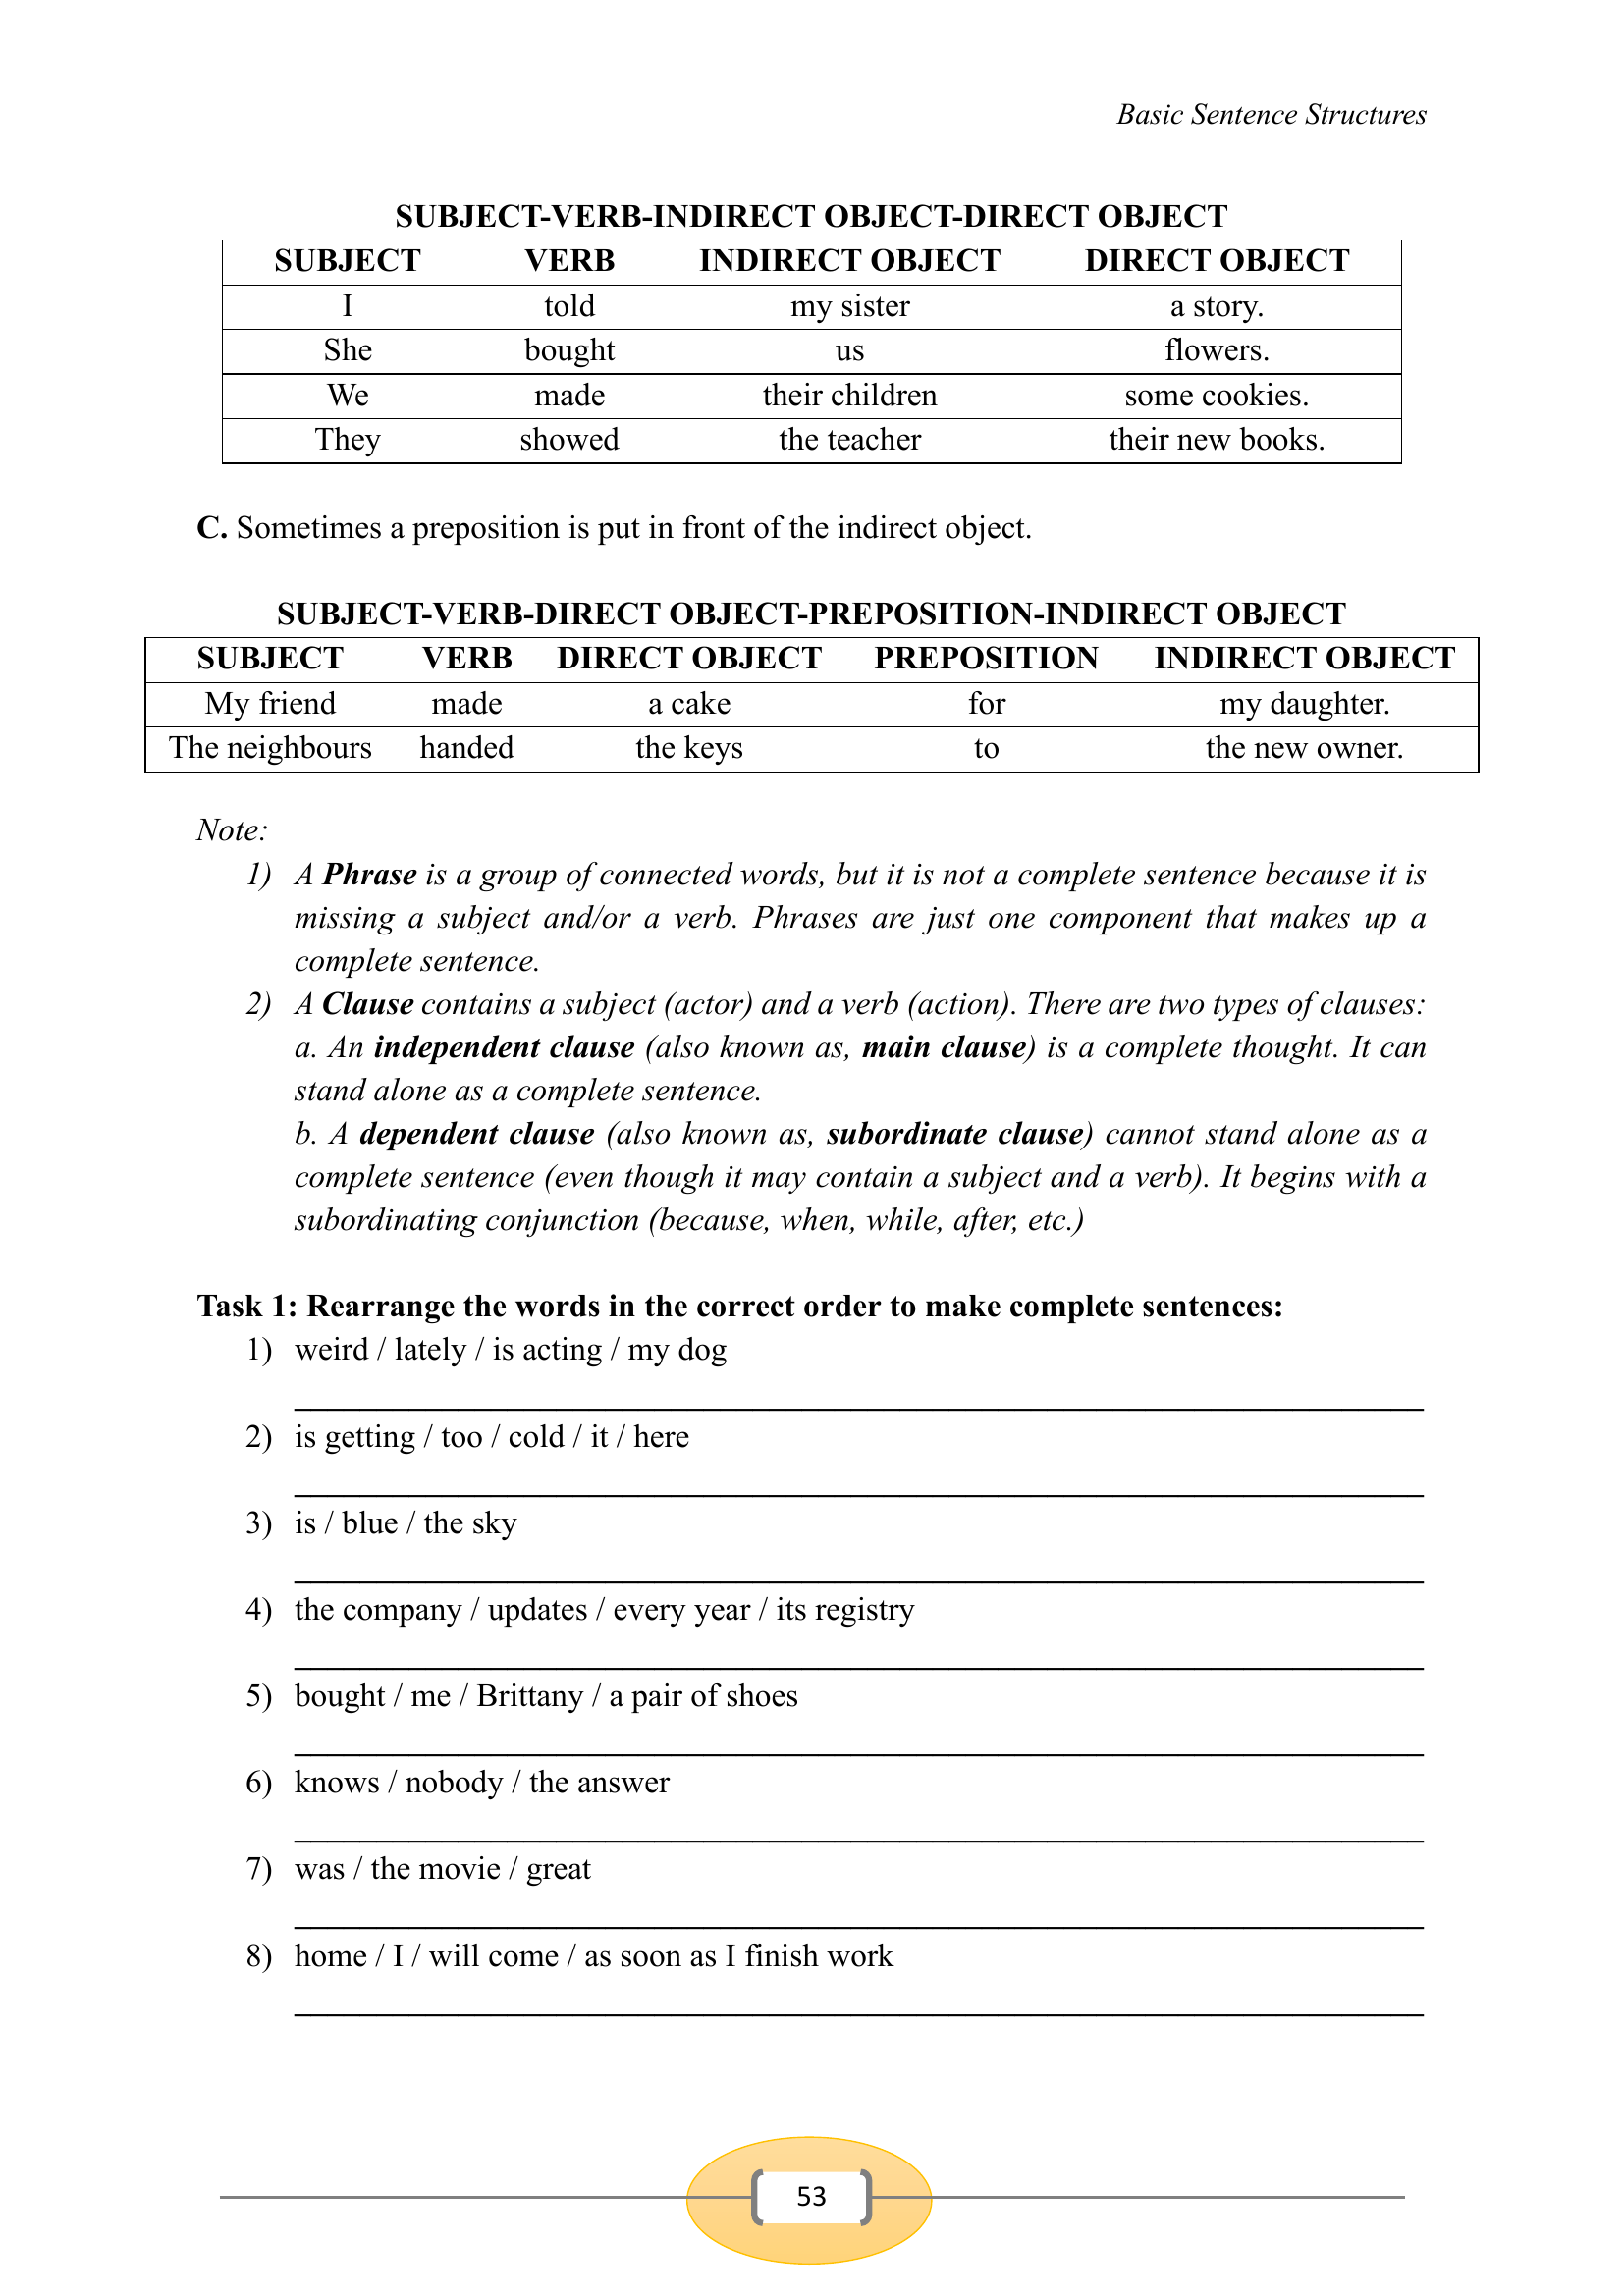 Basic Sentence Structures
SUBJECT-VERB-INDIRECT OBJECT-DIRECT OBJECT
SUBJECT VERB INDIRECT OBJECT DIRECT OBJECT
I told my sister a story.
She bought us flowers.
We made their children some cookies.
They showed the teacher their new books.
C. Sometimes a preposition is put in front of the indirect object.
SUBJECT-VERB-DIRECT OBJECT-PREPOSITION-INDIRECT OBJECT
SUBJECT VERB DIRECT OBJECT PREPOSITION INDIRECT OBJECT
My friend made a cake for my daughter.
The neighbours handed the keys to the new owner.
Note:
1) A Phrase is a group of connected words, but it is not a complete sentence because it is
missing a subject and/or a verb. Phrases are just one component that makes up a
complete sentence.
2) A Clause contains a subject (actor) and a verb (action). There are two types of clauses:
a. An independent clause (also known as, main clause) is a complete thought. It can
stand alone as a complete sentence.
b. A dependent clause (also known as, subordinate clause) cannot stand alone as a
complete sentence (even though it may contain a subject and a verb). It begins with a
subordinating conjunction (because, when, while, after, etc.)
Task 1: Rearrange the words in the correct order to make complete sentences:
1) weird / lately / is acting / my dog
2) is getting / too / cold / it / here
3) is / blue / the sky
4) the company / updates / every year / its registry
5) bought / me / Brittany / a pair of shoes
6) knows / nobody / the answer
7) was / the movie / great
8) home / I / will come / as soon as I finish work
53